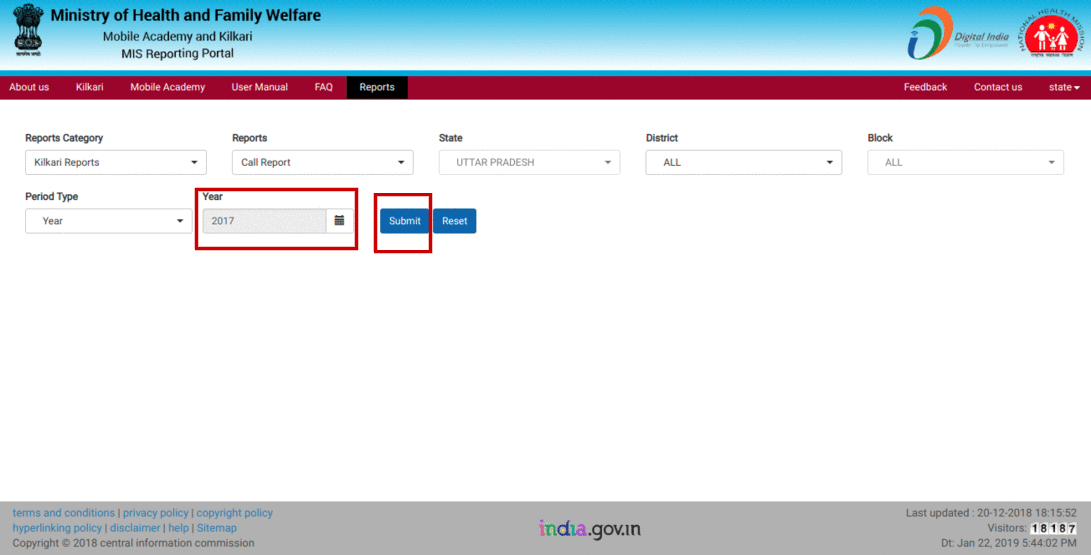 Ministry of Health and Family Welfare
Mobile Academy and Kilkari
MIS Reporting Portal
Digital India
Power To Empower
NATIONAL HEALTH MISSION
About us Kilkari Mobile Academy User Manual FAQ Reports Feedback Contact us state
Reports Category Reports State District Block
Kilkari Reports Call Report UTTAR PRADESH ALL ALL
Period Type Year
Year 2017 Submit Reset
terms and conditions | privacy policy | copyright policy
hyperlinking policy | disclaimer | help | Sitemap
Copyright © 2018 central information commission
india.gov.in
Last updated : 20-12-2018 18:15:52
Visitors: 18187
Dt: Jan 22, 2019 5:44:02 PM